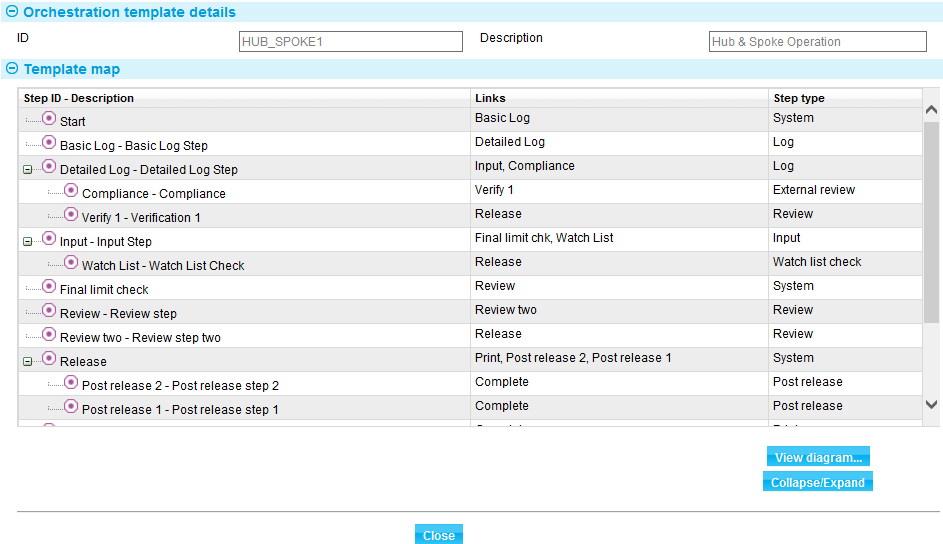 Orchestration template details
ID HUB_SPOKE1 Description Hub & Spoke Operation
Template map
Step ID - Description Links Step type
Start Basic Log System
Basic Log - Basic Log Step Detailed Log Log
Detailed Log - Detailed Log Step Input, Compliance Log
Compliance - Compliance Verify 1 External review
Verify 1 - Verification 1 Release Review
Input - Input Step Final limit chk, Watch List Input
Watch List - Watch List Check Release Watch list check
Final limit check Review System
Review - Review step Review two Review
Review two - Review step two Release Review
Release Print, Post release 2, Post release 1 System
Post release 2 - Post release step 2 Complete Post release
Post release 1 - Post release step 1 Complete Post release
View diagram...
Collapse/Expand
Close